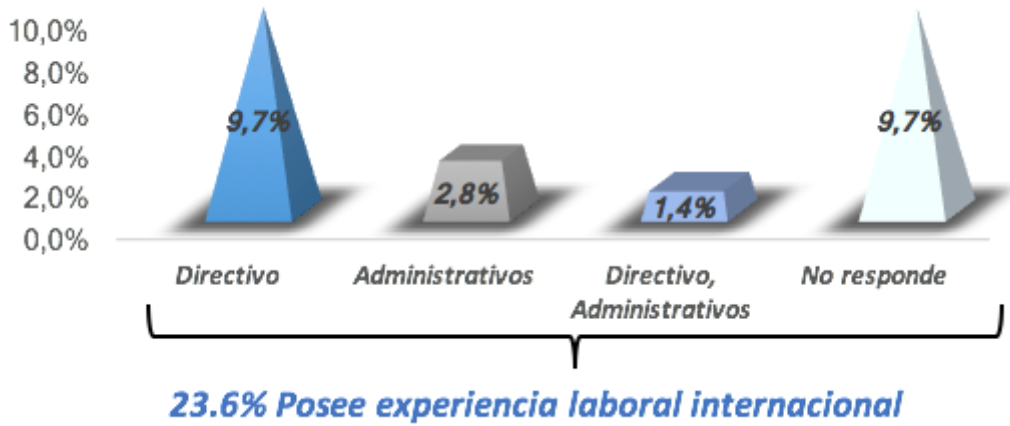 10,0%
8,0%
6,0%
4,0%
2,0%
0,0%
9,7%
2,8%
1,4%
9,7%
Directivo
Administrativos
Directivo,
Administrativos
No responde
23.6% Posee experiencia laboral internacional